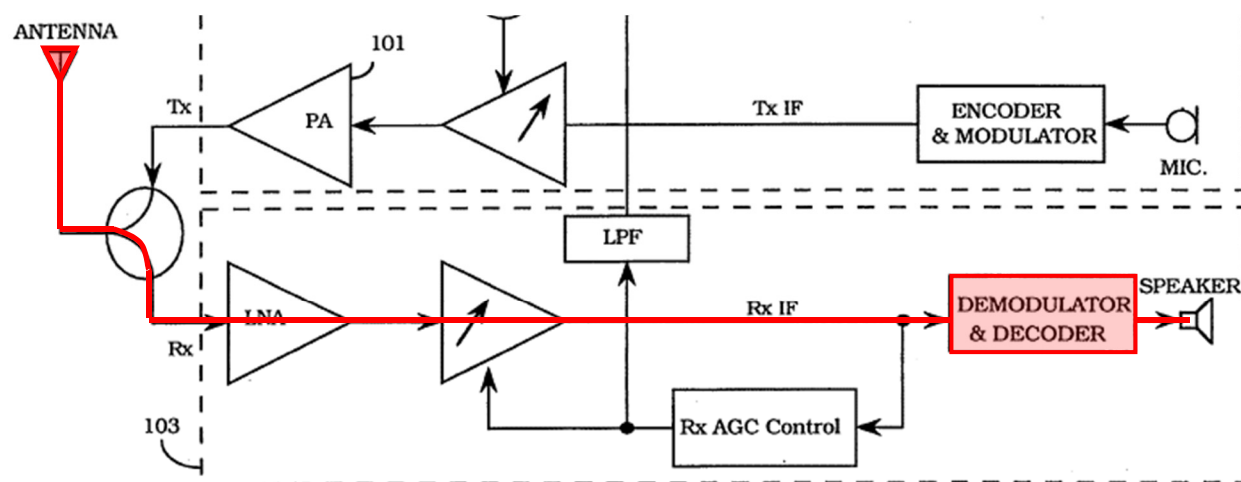 ANTENNA
101
Tx
PA
Tx IF
ENCODER
& MODULATOR
MIC.
LPF
SPEAKER
LNA
Rx IF
DEMODULATOR
& DECODER
Rx
Rx AGC Control
103